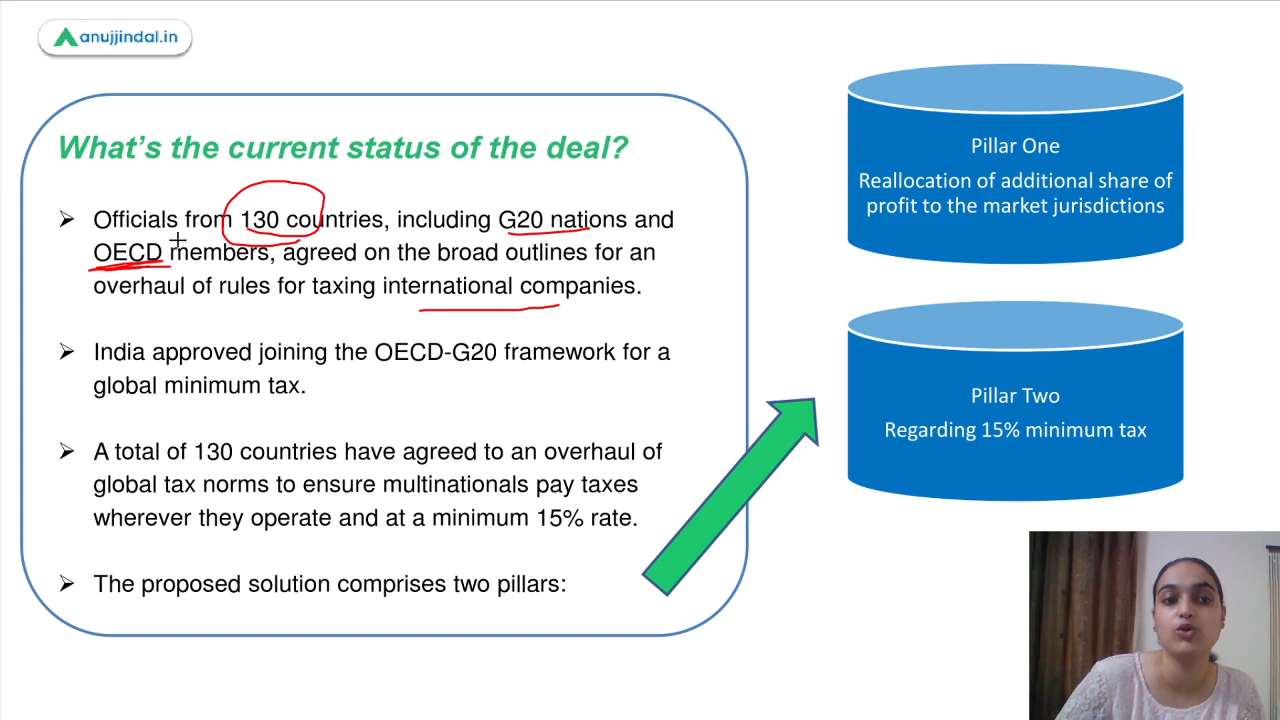 anujjindal.in
What's the current status of the deal?
Officials from 130 countries, including G20 nations and
OECD members, agreed on the broad outlines for an
overhaul of rules for taxing international companies.
India approved joining the OECD-G20 framework for a
global minimum tax.
A total of 130 countries have agreed to an overhaul of
global tax norms to ensure multinationals pay taxes
wherever they operate and at a minimum 15% rate.
The proposed solution comprises two pillars:
Pillar One
Reallocation of additional share of
profit to the market jurisdictions
Pillar Two
Regarding 15% minimum tax